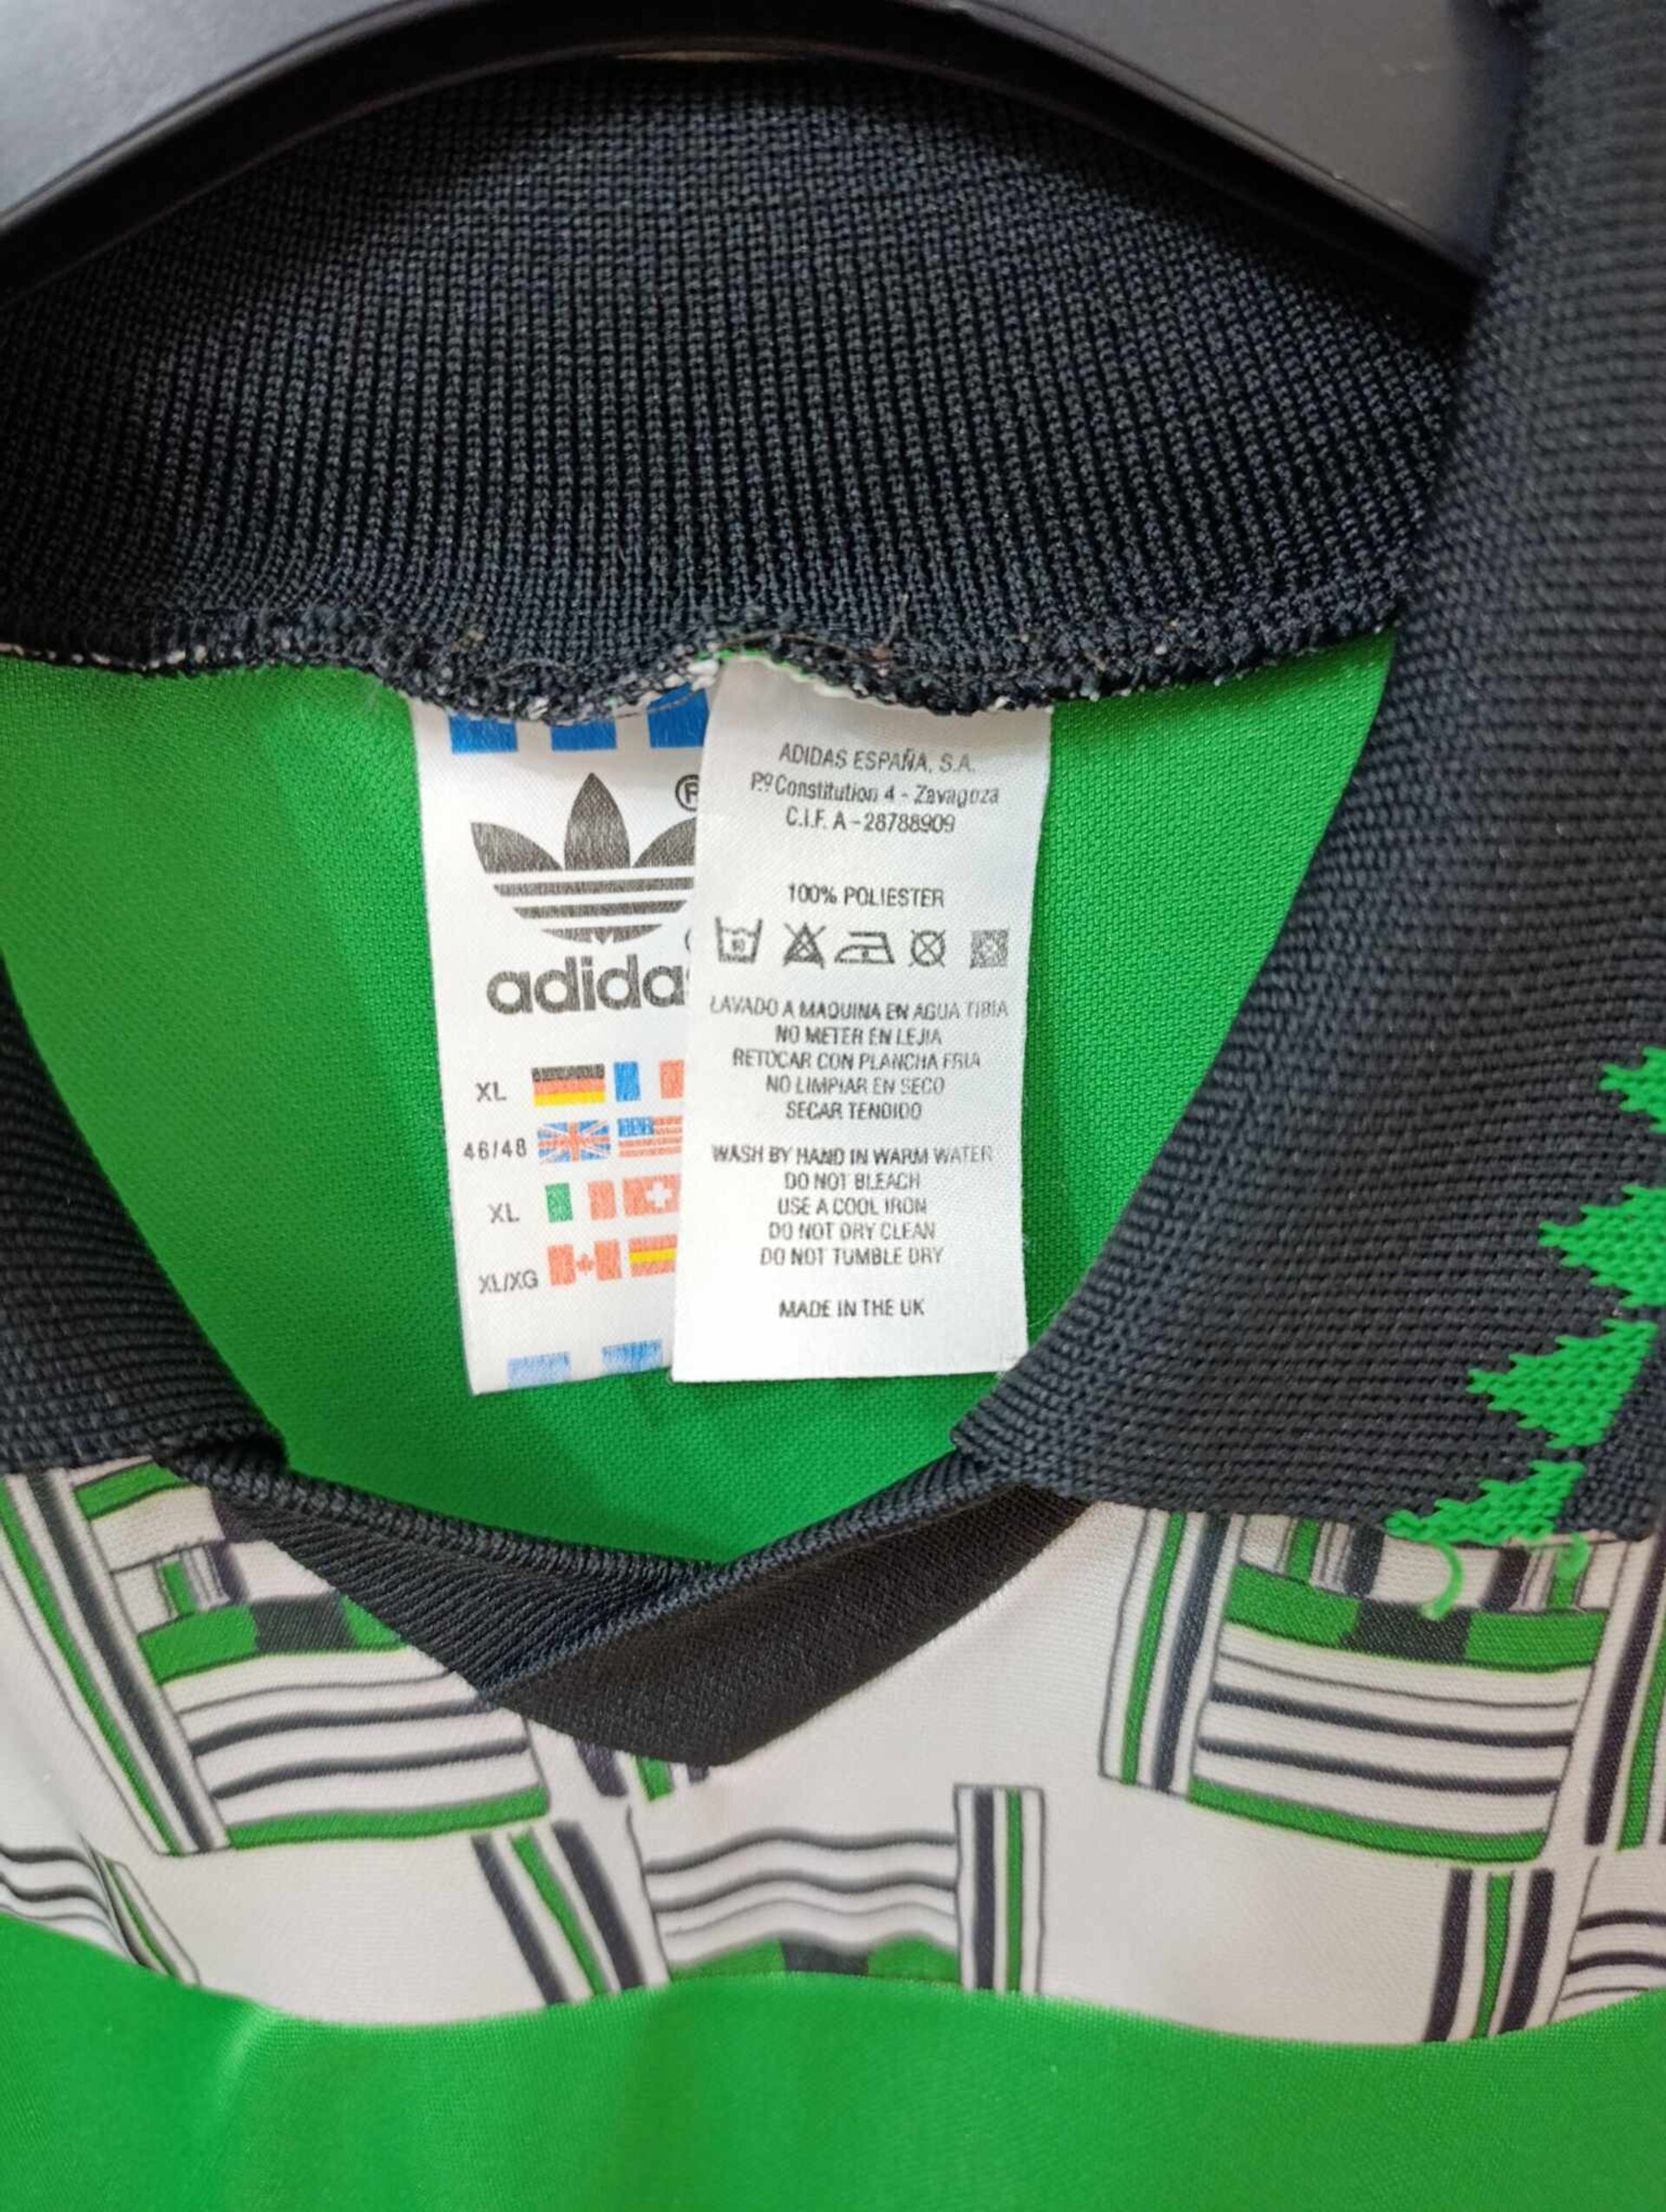 ®
adida
XL
46/48
XL
XL/XG
ADIDAS ESPAÑA, S.A.
Pº Constitution 4 - Zavagoza
C.I.F. A - 28788909
100% POLIESTER
LAVADO A MAQUINA EN AGUA TIBIA
NO METER EN LEJIA
RETOCAR CON PLANCHA FRIA
NO LIMPIAR EN SECO
SECAR TENDIDO
WASH BY HAND IN WARM WATER
DO NOT BLEACH
USE A COOL IRON
DO NOT DRY CLEAN
DO NOT TUMBLE DRY
MADE IN THE UK